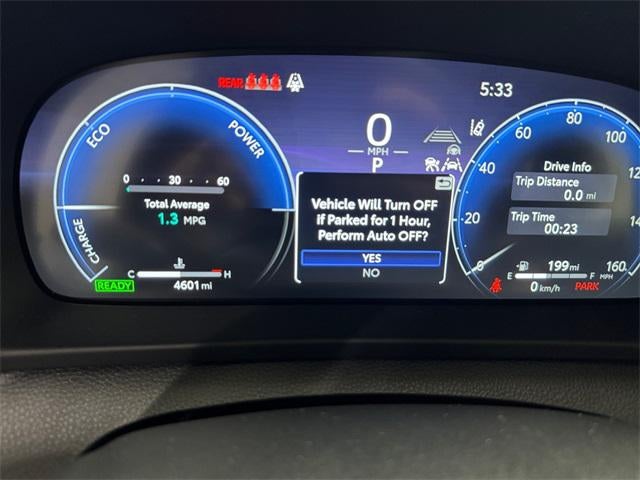 REAR
5:33
ECO
POWER
CHARGE
0 30 60
Total Average
1.3 MPG
C H
READY
4601 mi
0
MPH
P
Vehicle Will Turn OFF
if Parked for 1 Hour,
Perform Auto OFF?
YES
NO
0
20
40
60
80
100
12
14
160 MPH
Drive Info
Trip Distance
0.0 mi
Trip Time
00:23
199 mi
E F
0 km/h
PARK